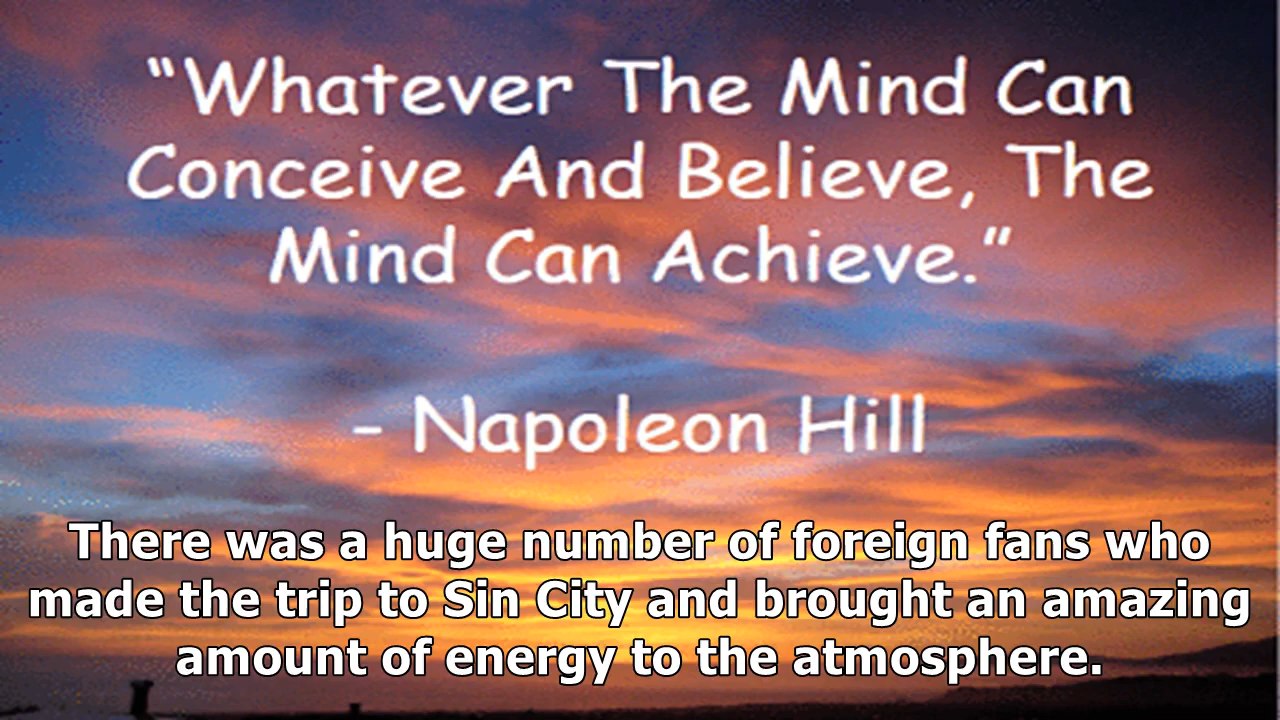 “Whatever The Mind Can
Conceive And Believe, The
Mind Can Achieve.”
- Napoleon Hill
There was a huge number of foreign fans who
made the trip to Sin City and brought an amazing
amount of energy to the atmosphere.